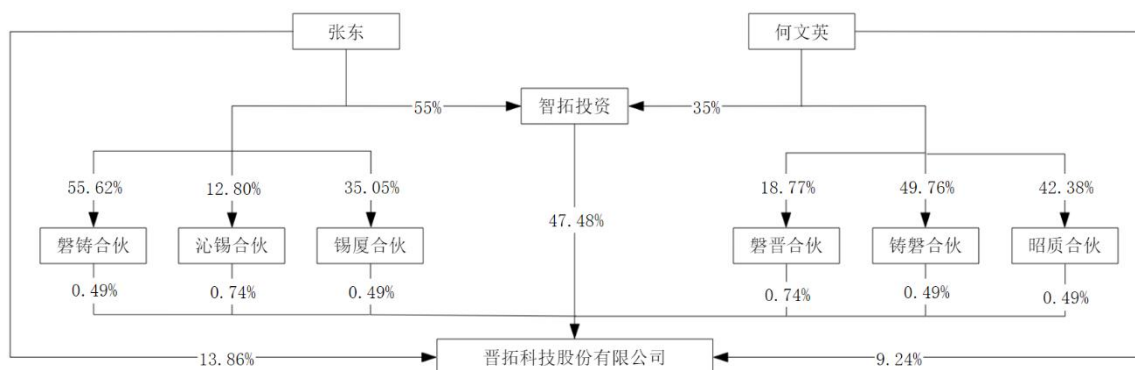 张东
何文英
55%
智拓投资
35%
55.62%
12.80%
35.05%
18.77%
49.76%
42.38%
47.48%
磐铸合伙
沁锡合伙
锡厦合伙
磐晋合伙
铸磐合伙
昭质合伙
0.49%
0.74%
0.49%
0.74%
0.49%
0.49%
13.86%
晋拓科技股份有限公司
9.24%